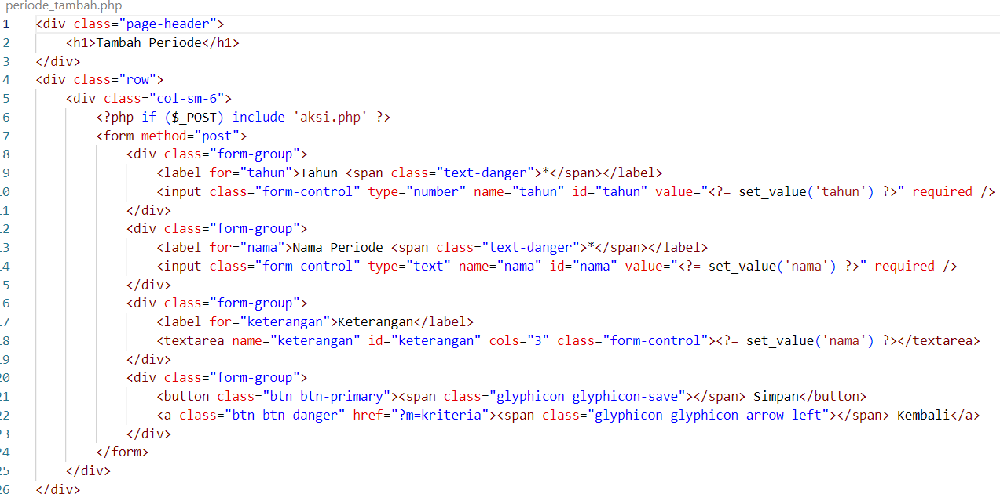 periode_tambah.php
1 <div class="page-header">
2 <h1>Tambah Periode</h1>
3 </div>
4 <div class="row">
5 <div class="col-sm-6">
6 <?php if ($_POST) include 'aksi.php' ?>
7 <form method="post">
8 <div class="form-group">
9 <label for="tahun">Tahun <span class="text-danger">*</span></label>
10 <input class="form-control" type="number" name="tahun" id="tahun" value="<?= set_value('tahun') ?>" required />
11 </div>
12 <div class="form-group">
13 <label for="nama">Nama Periode <span class="text-danger">*</span></label>
14 <input class="form-control" type="text" name="nama" id="nama" value="<?= set_value('nama') ?>" required />
15 </div>
16 <div class="form-group">
17 <label for="keterangan">Keterangan</label>
18 <textarea name="keterangan" id="keterangan" cols="3" class="form-control"><?= set_value('nama') ?></textarea>
19 </div>
20 <div class="form-group">
21 <button class="btn btn-primary"><span class="glyphicon glyphicon-save"></span> Simpan</button>
22 <a class="btn btn-danger" href="?m=kriteria"><span class="glyphicon glyphicon-arrow-left"></span> Kembali</a>
23 </div>
24 </form>
25 </div>
26 </div>